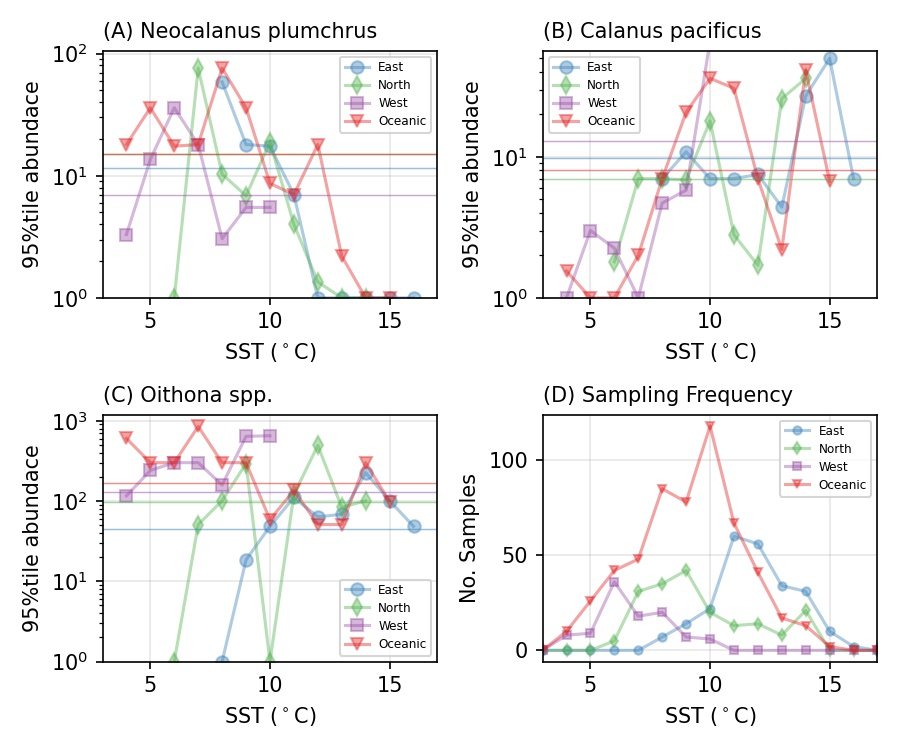 (A) Neocalanus plumchrus
95%tile abundace
10²
10¹
10⁰
East
North
West
Oceanic
5
10
15
SST (°C)
(B) Calanus pacificus
95%tile abundace
10¹
10⁰
East
North
West
Oceanic
5
10
15
SST (°C)
(C) Oithona spp.
95%tile abundace
10³
10²
10¹
10⁰
East
North
West
Oceanic
5
10
15
SST (°C)
(D) Sampling Frequency
No. Samples
100
50
0
East
North
West
Oceanic
5
10
15
SST (°C)